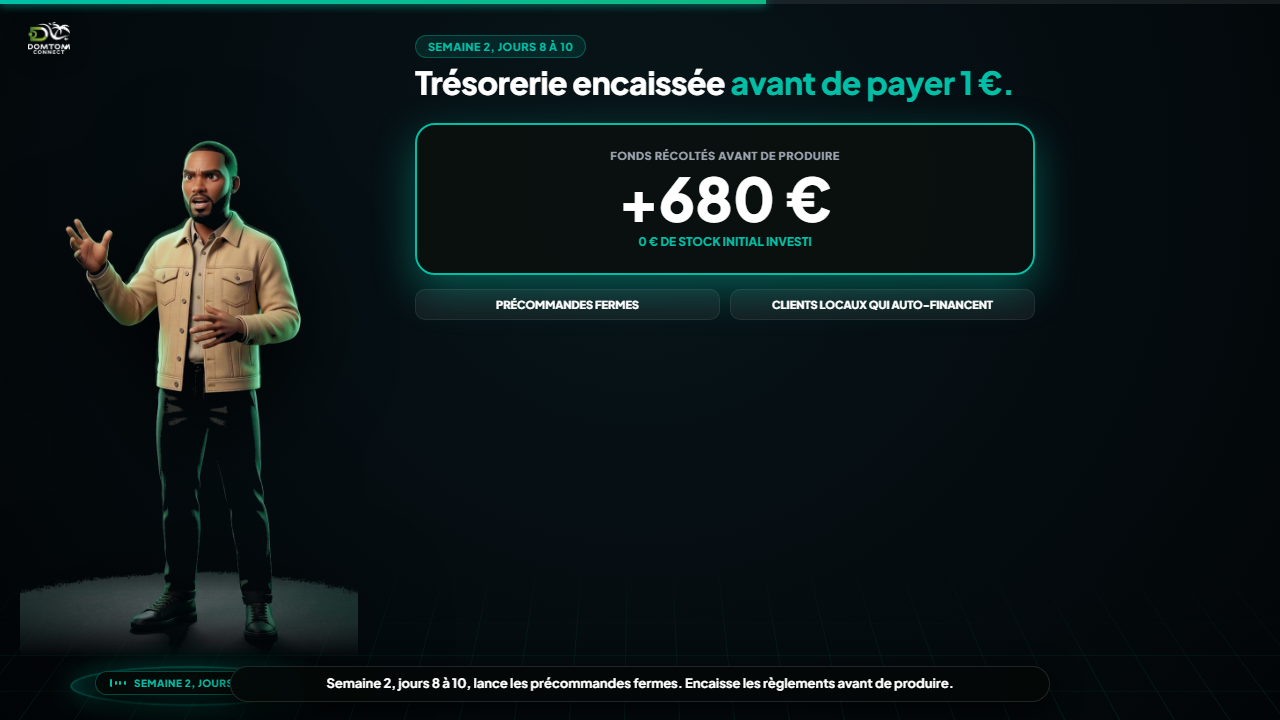 DOMTOM
CONNECT
SEMAINE 2, JOURS 8 À 10
Trésorerie encaissée avant de payer 1 €.
FONDS RÉCOLTÉS AVANT DE PRODUIRE
+680 €
0 € DE STOCK INITIAL INVESTI
PRÉCOMMANDES FERMES
CLIENTS LOCAUX QUI AUTO-FINANCENT
SEMAINE 2, JOURS
Semaine 2, jours 8 à 10, lance les précommandes fermes. Encaisse les règlements avant de produire.